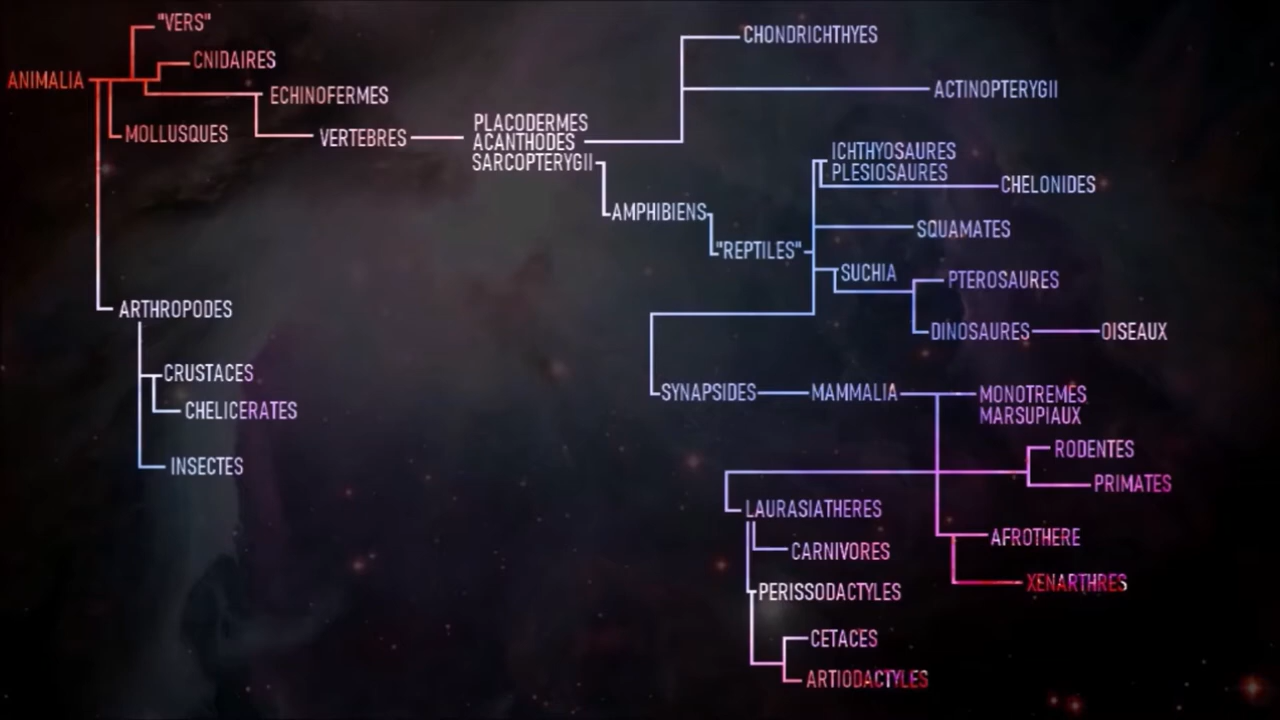 "VERS"
CNIDAIRES
ANIMALIA
ECHINOFERMES
MOLLUSQUES
VERTEBRES
PLACODERMES
ACANTHODES
SARCOPTERYGII
CHONDRICHTHYES
ACTINOPTERYGII
ICHTHYOSAURES
PLESIOSAURES
CHELONIDES
AMPHIBIENS
SQUAMATES
"REPTILES"
SUCHIA
PTEROSAURES
DINOSAURES
OISEAUX
ARTHROPODES
CRUSTACES
CHELICERATES
INSECTES
SYNAPSIDES
MAMMALIA
MONOTREMES
MARSUPIAUX
RODENTES
PRIMATES
LAURASIATHERES
AFROTHERE
CARNIVORES
XENARTHRES
PERISSODACTYLES
CETACES
ARTIODACTYLES